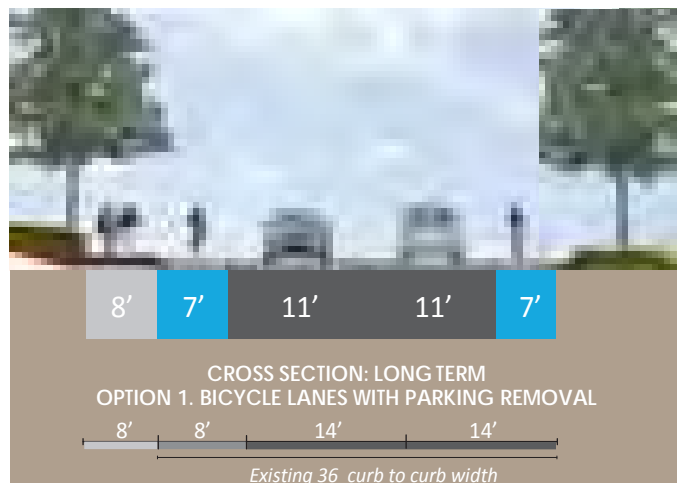 8’ 7’ 11’ 11’ 7’
CROSS SECTION: LONG TERM
OPTION 1. BICYCLE LANES WITH PARKING REMOVAL
8’ 8’ 14’ 14’
Existing 36 curb to curb width